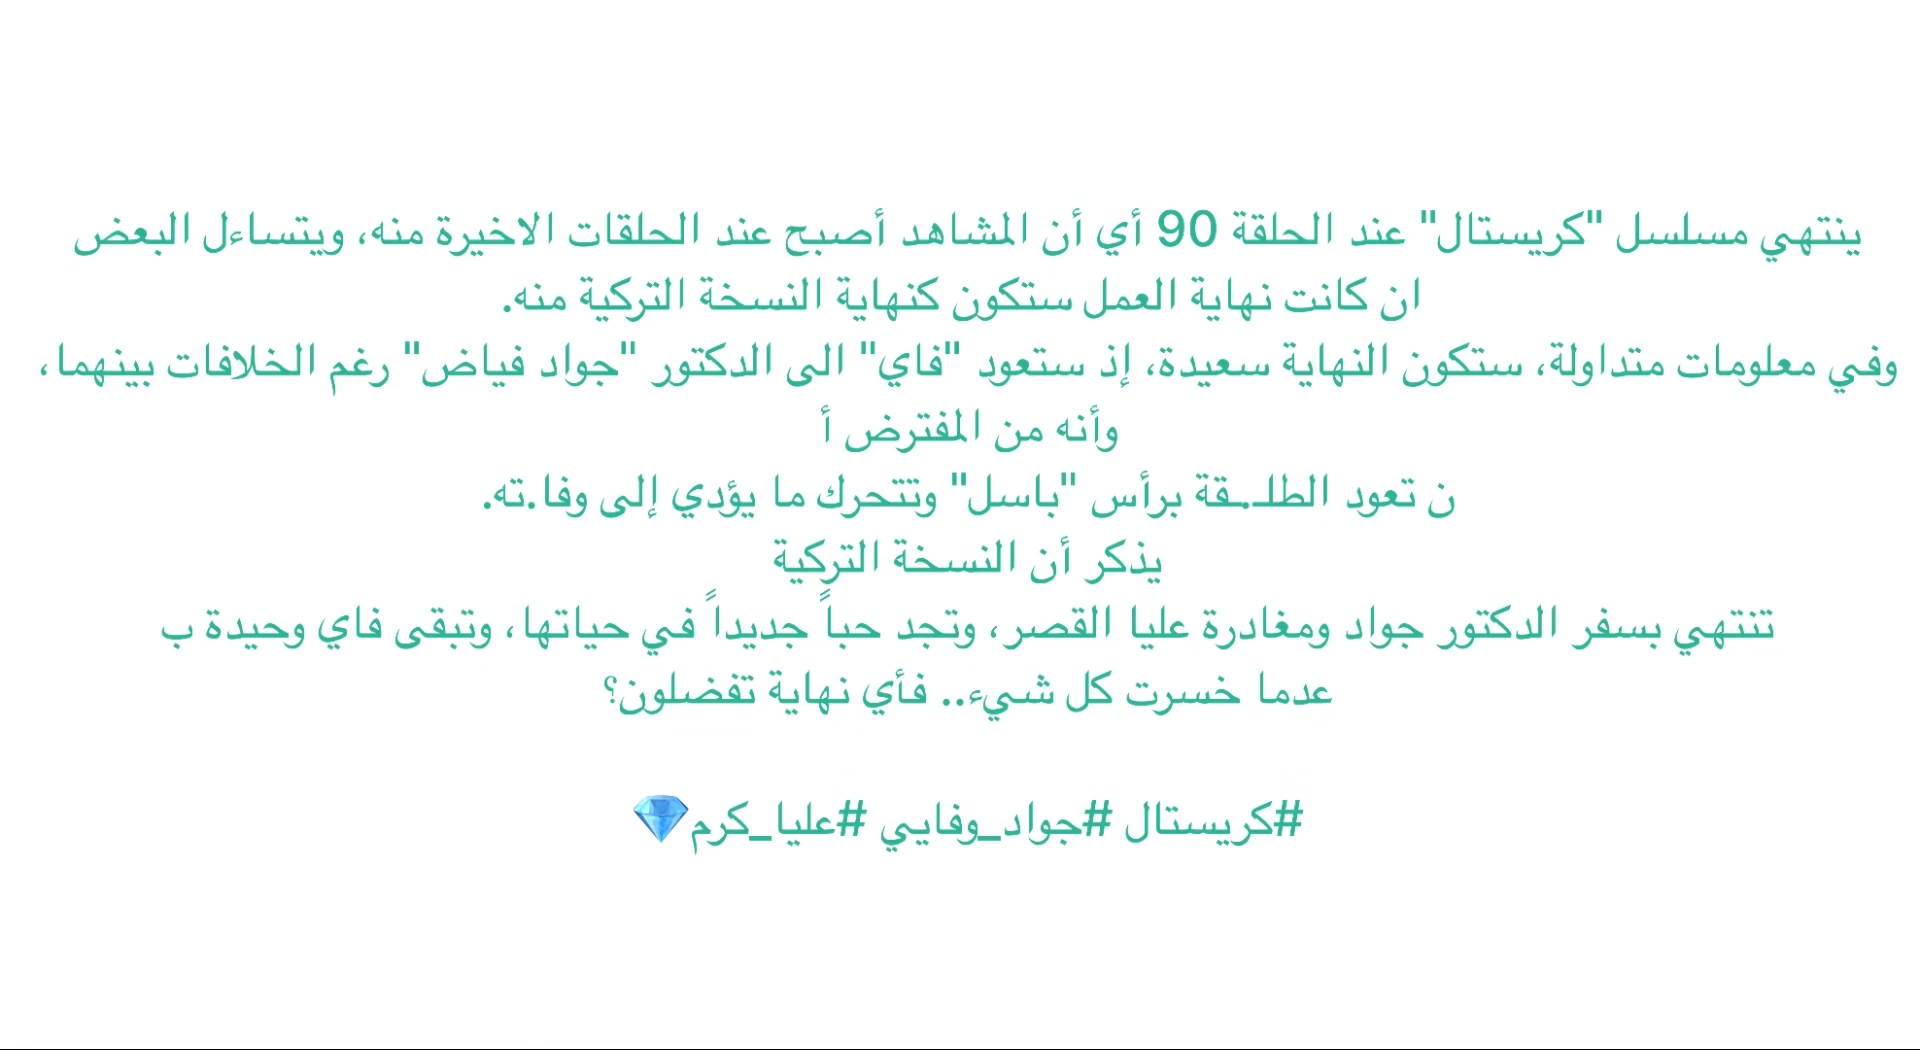 ينتهي مسلسل "كريستال" عند الحلقة 90 أي أن المشاهد أصبح عند الحلقات الاخيرة منه، ويتساءل البعض
ان كانت نهاية العمل ستكون كنهاية النسخة التركية منه.
وفي معلومات متداولة، ستكون النهاية سعيدة، إذ ستعود "فاي" الى الدكتور "جواد فياض" رغم الخلافات بينهما،
وأنه من المفترض أ
ن تعود الطلـ.ـقة برأس "باسل" وتتحرك ما يؤدي إلى وفا.ته.
يذكر أن النسخة التركية
تنتهي بسفر الدكتور جواد ومغادرة عليا القصر، وتجد حباً جديداً في حياتها، وتبقى فاي وحيدة ب
عدما خسرت كل شيء.. فأي نهاية تفضلون؟
#كريستال #جواد_وفايي #عليا_كرم💎